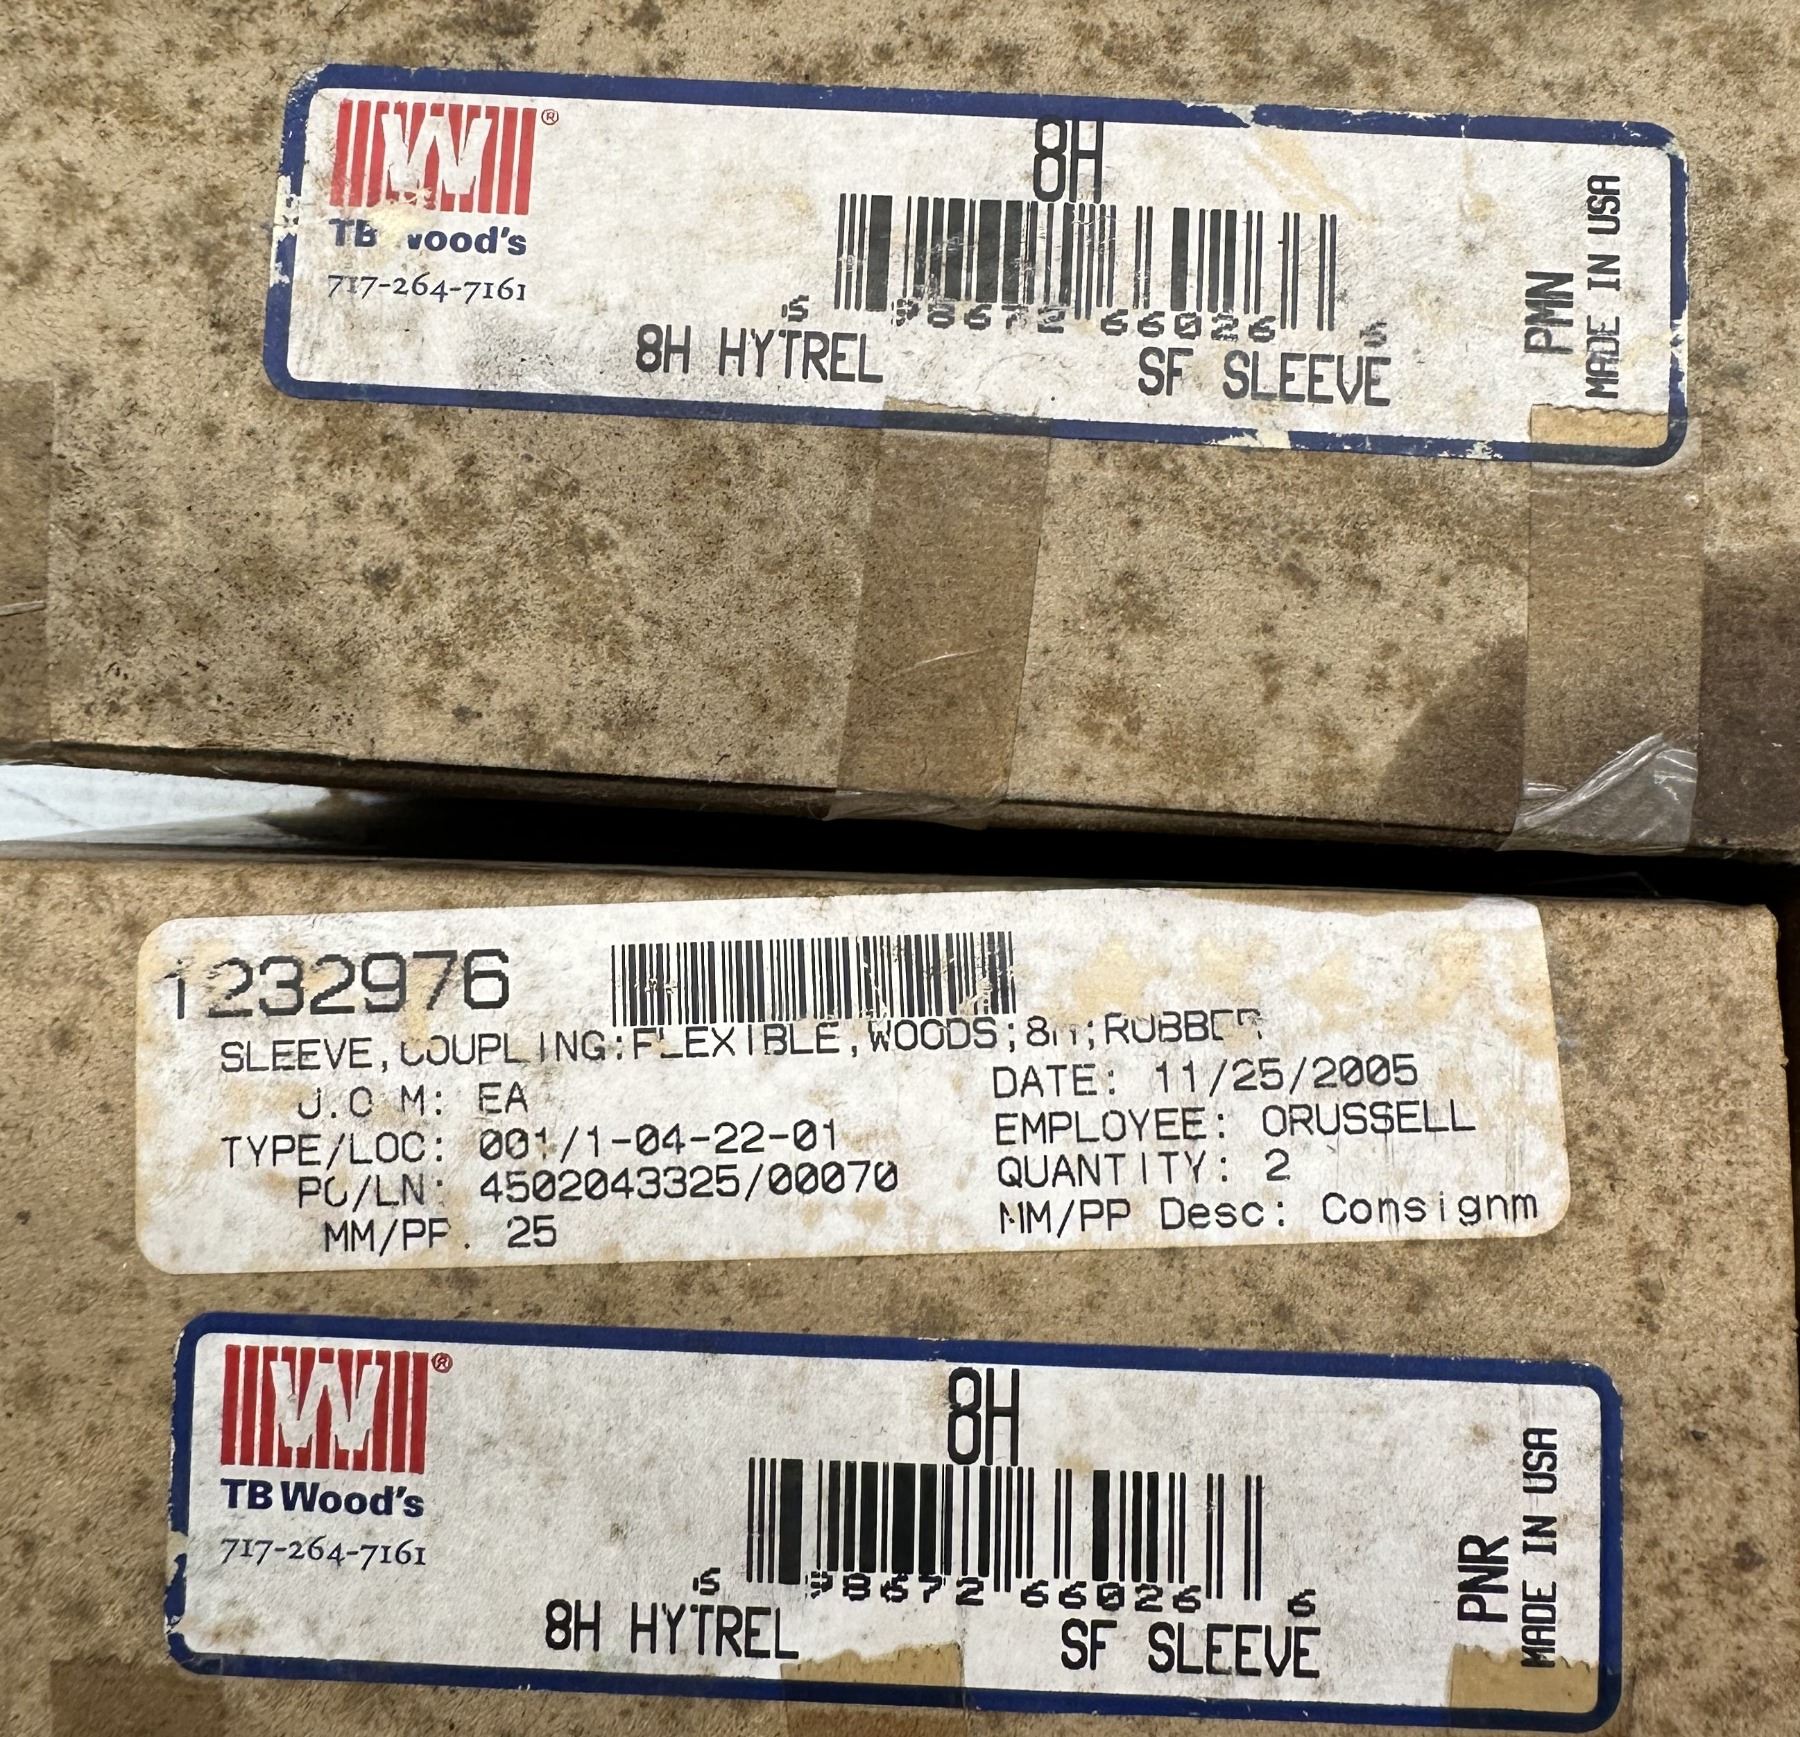 8H
TB Wood's
717-264-7161
6 98672 66026 6
8H HYTREL SF SLEEVE
PMN
MADE IN USA
1232976
SLEEVE,COUPLING:FLEXIBLE,WOODS;8H;RUBBER
U.O.M: EA
DATE: 11/25/2005
TYPE/LOC: 001/1-04-22-01
EMPLOYEE: ORUSSELL
PO/LN: 4502043325/00070
QUANTITY: 2
MM/PP: 25
MM/PP Desc: Consignm
8H
TB Wood's
717-264-7161
6 98672 66026 6
8H HYTREL SF SLEEVE
PNR
MADE IN USA